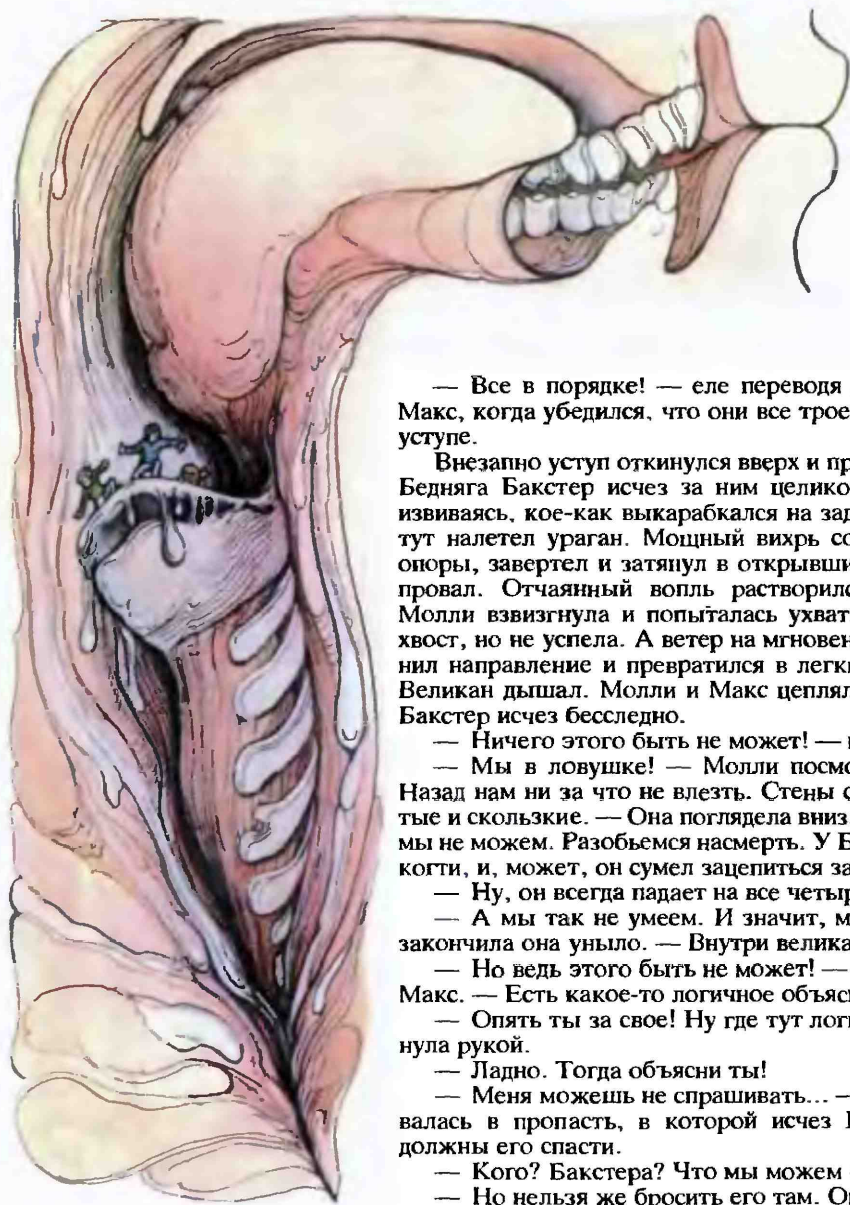 — Все в порядке! — еле переводя
Макс, когда убедился, что они все трое
уступе.
Внезапно уступ откинулся вверх и пр
Бедняга Бакстер исчез за ним целико
извиваясь, кое-как выкарабкался на зад
тут налетел ураган. Мощный вихрь со
опоры, завертел и затянул в открывши
провал. Отчаянный вопль растворилс
Молли взвизгнула и попыталась ухват
хвост, но не успела. А ветер на мгновен
нил направление и превратился в легк
Великан дышал. Молли и Макс цеплял
Бакстер исчез бесследно.
— Ничего этого быть не может! —
— Мы в ловушке! — Молли посмо
Назад нам ни за что не влезть. Стены с
тые и скользкие. — Она поглядела вниз
мы не можем. Разобьемся насмерть. У Б
когти, и, может, он сумел зацепиться за
— Ну, он всегда падает на все четыр
— А мы так не умеем. И значит, м
закончила она уныло. — Внутри велика
— Но ведь этого быть не может! —
Макс. — Есть какое-то логичное объясн
— Опять ты за свое! Ну где тут логи
нула рукой.
— Ладно. Тогда объясни ты!
— Меня можешь не спрашивать... –
валась в пропасть, в которой исчез
должны его спасти.
— Кого? Бакстера? Что мы можем
— Но нельзя же бросить его там. Он